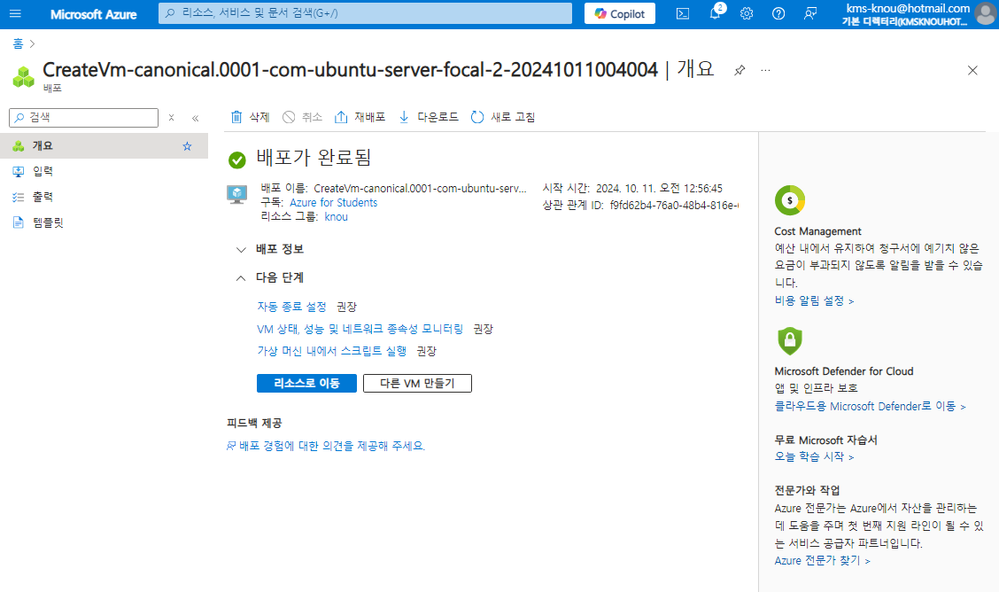 Microsoft Azure
리소스, 서비스 및 문서 검색(G+/)
Copilot
2
kms-knou@hotmail.com
기본 디렉터리(KMSKNOUHOT...
홈 >
CreateVm-canonical.0001-com-ubuntu-server-focal-2-20241011004004 | 개요
배포
검색
개요
입력
출력
템플릿
삭제
취소
재배포
다운로드
새로 고침
배포가 완료됨
배포 이름: CreateVm-canonical.0001-com-ubuntu-serv...
구독: Azure for Students
리소스 그룹: knou
시작 시간: 2024. 10. 11. 오전 12:56:45
상관 관계 ID: f9fd62b4-76a0-48b4-816e-
배포 정보
다음 단계
자동 종료 설정 권장
VM 상태, 성능 및 네트워크 종속성 모니터링 권장
가상 머신 내에서 스크립트 실행 권장
리소스로 이동
다른 VM 만들기
피드백 제공
배포 경험에 대한 의견을 제공해 주세요.
Cost Management
예산 내에서 유지하여 청구서에 예기치 않은
요금이 부과되지 않도록 알림을 받을 수 있습
니다.
비용 알림 설정 >
Microsoft Defender for Cloud
앱 및 인프라 보호
클라우드용 Microsoft Defender로 이동 >
무료 Microsoft 자습서
오늘 학습 시작 >
전문가와 작업
Azure 전문가는 Azure에서 자산을 관리하는
데 도움을 주며 첫 번째 지원 라인이 될 수 있
는 서비스 공급자 파트너입니다.
Azure 전문가 찾기 >